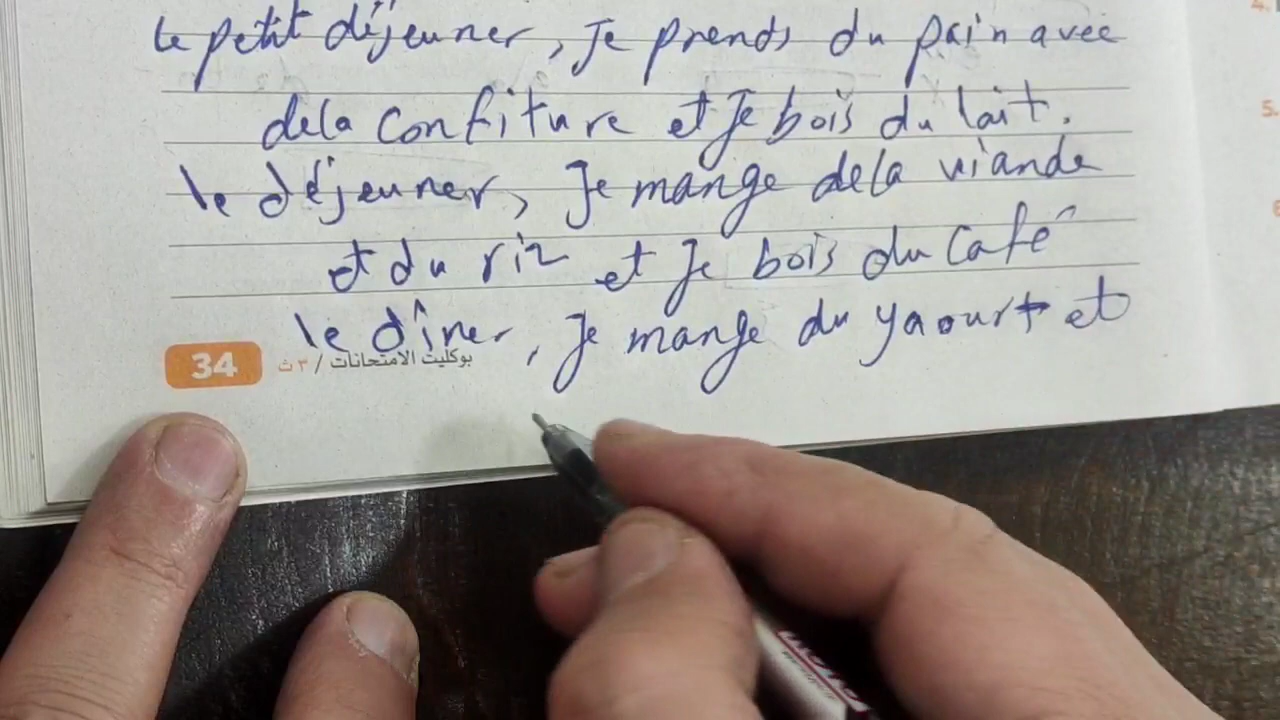 Le petit déjeuner, Je prends du pain avec
dela confiture et Je bois du lait.
le déjeuner, Je mange dela viande
et du riz et Je bois du Café
le dîner, Je mange du yaourt et
34 بوكليت الامتحانات / ٣ ث
4.
5.